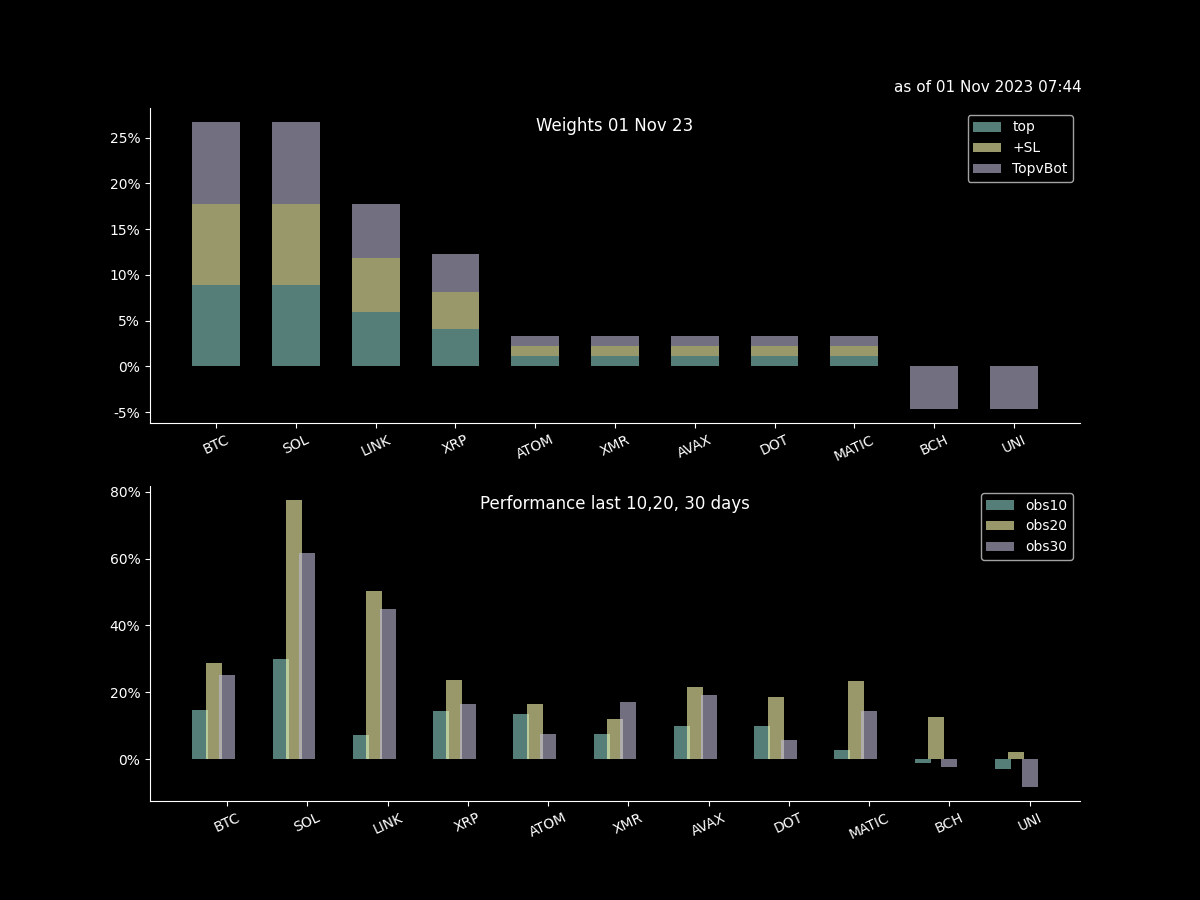 as of 01 Nov 2023 07:44
Weights 01 Nov 23
top
+SL
TopvBot
25%
20%
15%
10%
5%
0%
-5%
BTC SOL LINK XRP ATOM XMR AVAX DOT MATIC BCH UNI
Performance last 10,20, 30 days
obs10
obs20
obs30
80%
60%
40%
20%
0%
BTC SOL LINK XRP ATOM XMR AVAX DOT MATIC BCH UNI